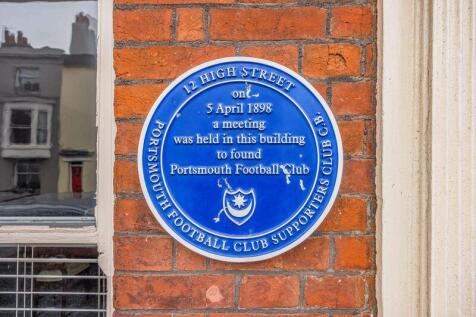 12 HIGH STREET
on
5 April 1898
a meeting
was held in this building
to found
Portsmouth Football Club
PORTSMOUTH FOOTBALL CLUB SUPPORTERS CLUB C.B.